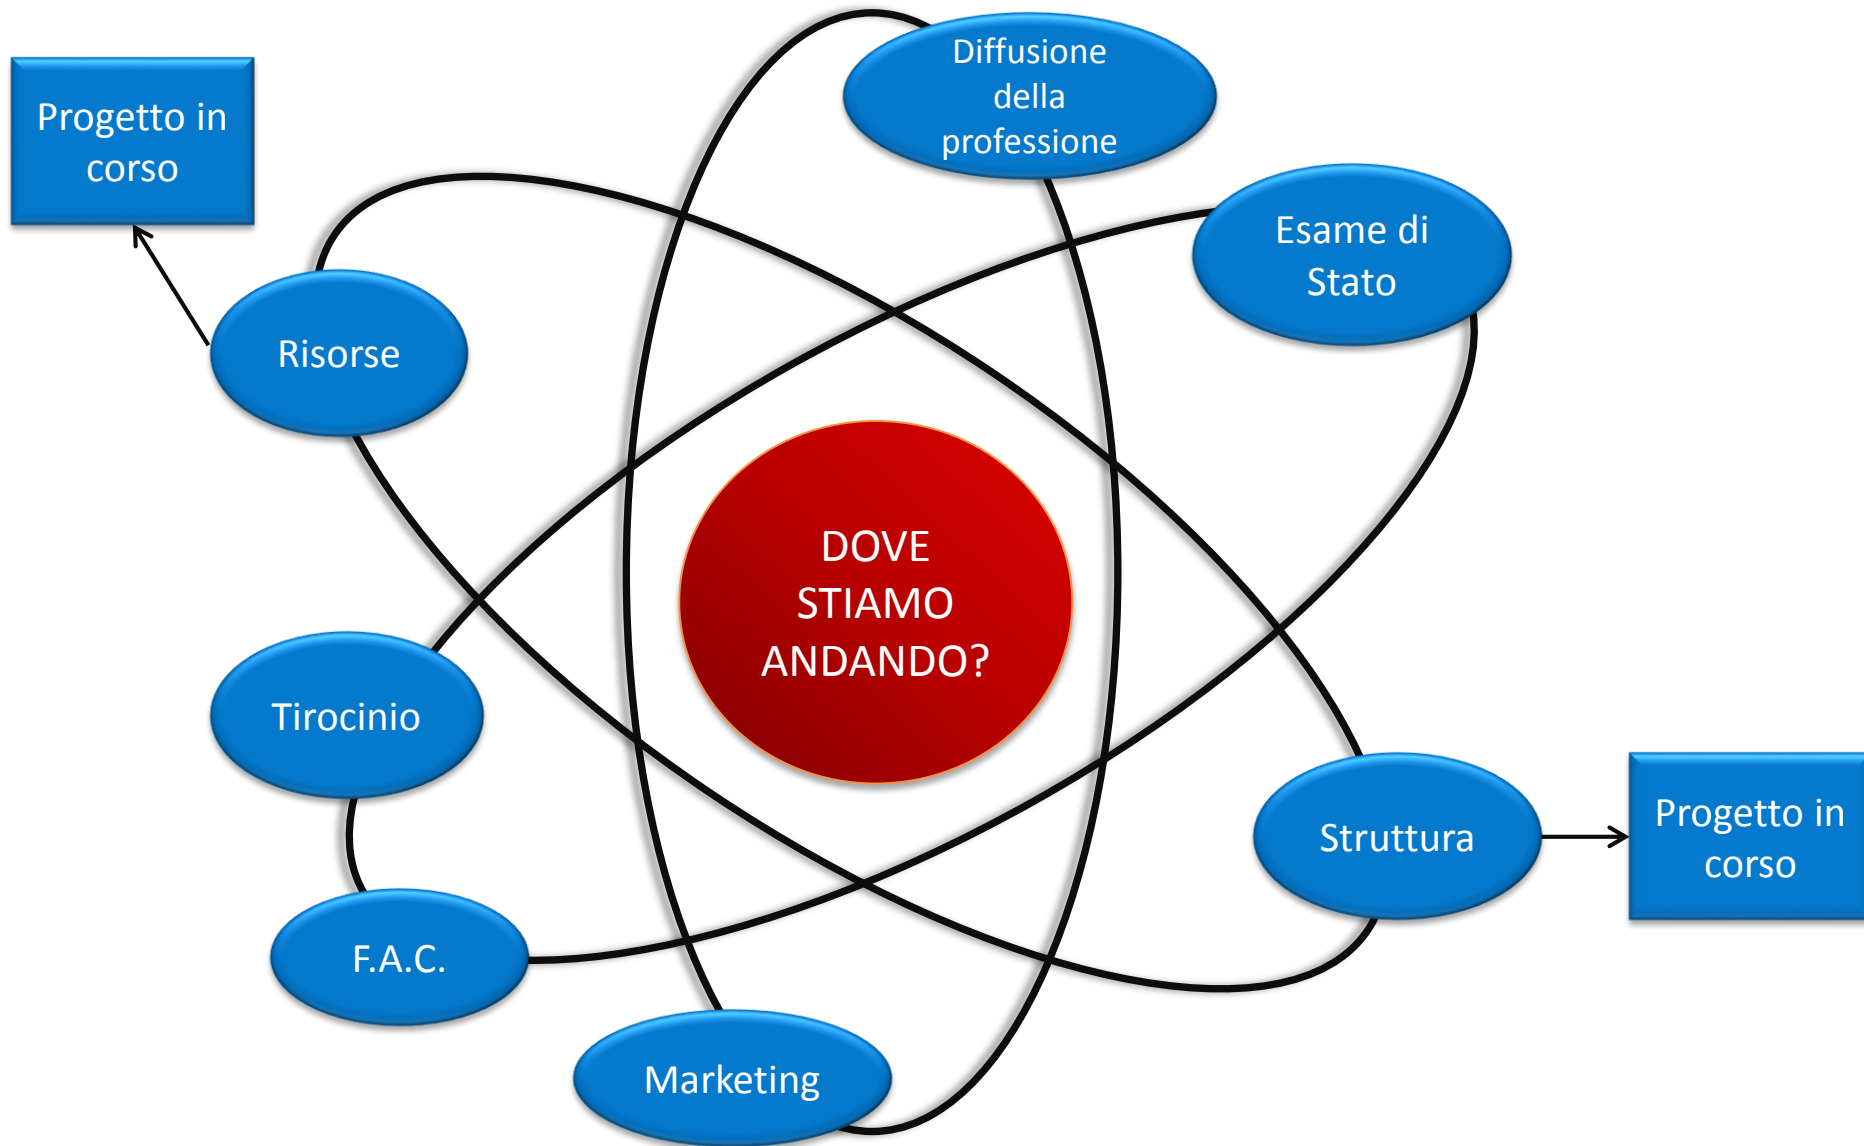 Diffusione
della
professione
Progetto in
corso
Esame di
Stato
Risorse
DOVE
STIAMO
ANDANDO?
Tirocinio
Struttura
Progetto in
corso
F.A.C.
Marketing